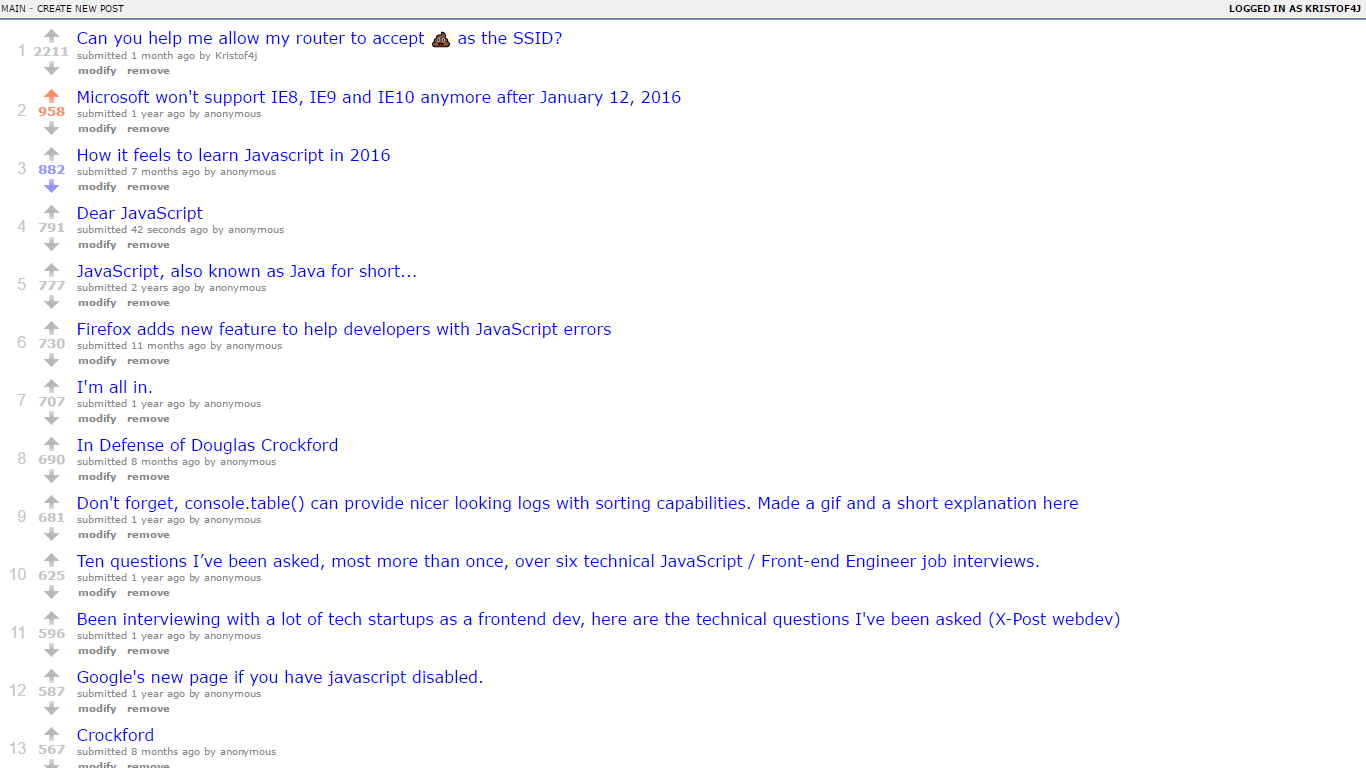 MAIN - CREATE NEW POST
LOGGED IN AS KRISTOF4J
1
2211
Can you help me allow my router to accept 💩 as the SSID?
submitted 1 month ago by Kristof4j
modify remove
2
958
Microsoft won't support IE8, IE9 and IE10 anymore after January 12, 2016
submitted 1 year ago by anonymous
modify remove
3
882
How it feels to learn Javascript in 2016
submitted 7 months ago by anonymous
modify remove
4
791
Dear JavaScript
submitted 42 seconds ago by anonymous
modify remove
5
777
JavaScript, also known as Java for short...
submitted 2 years ago by anonymous
modify remove
6
730
Firefox adds new feature to help developers with JavaScript errors
submitted 11 months ago by anonymous
modify remove
7
707
I'm all in.
submitted 1 year ago by anonymous
modify remove
8
690
In Defense of Douglas Crockford
submitted 8 months ago by anonymous
modify remove
9
681
Don't forget, console.table() can provide nicer looking logs with sorting capabilities. Made a gif and a short explanation here
submitted 1 year ago by anonymous
modify remove
10
625
Ten questions I’ve been asked, most more than once, over six technical JavaScript / Front-end Engineer job interviews.
submitted 1 year ago by anonymous
modify remove
11
596
Been interviewing with a lot of tech startups as a frontend dev, here are the technical questions I've been asked (X-Post webdev)
submitted 1 year ago by anonymous
modify remove
12
587
Google's new page if you have javascript disabled.
submitted 1 year ago by anonymous
modify remove
13
567
Crockford
submitted 8 months ago by anonymous
modify remove